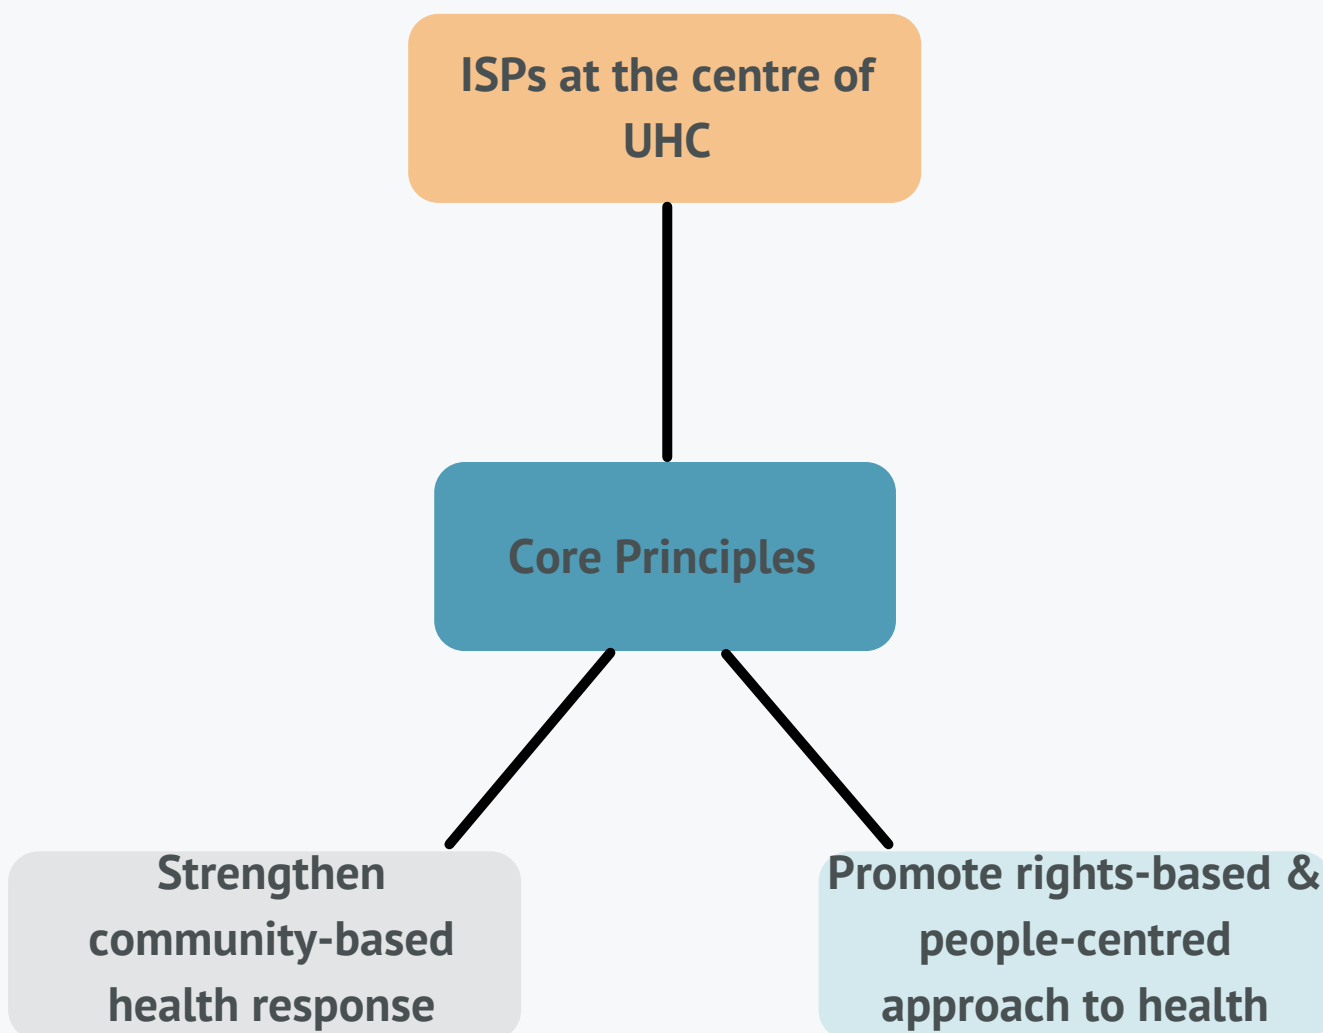 ISPs at the centre of
UHC
Core Principles
Strengthen
community-based
health response
Promote rights-based &
people-centred
approach to health